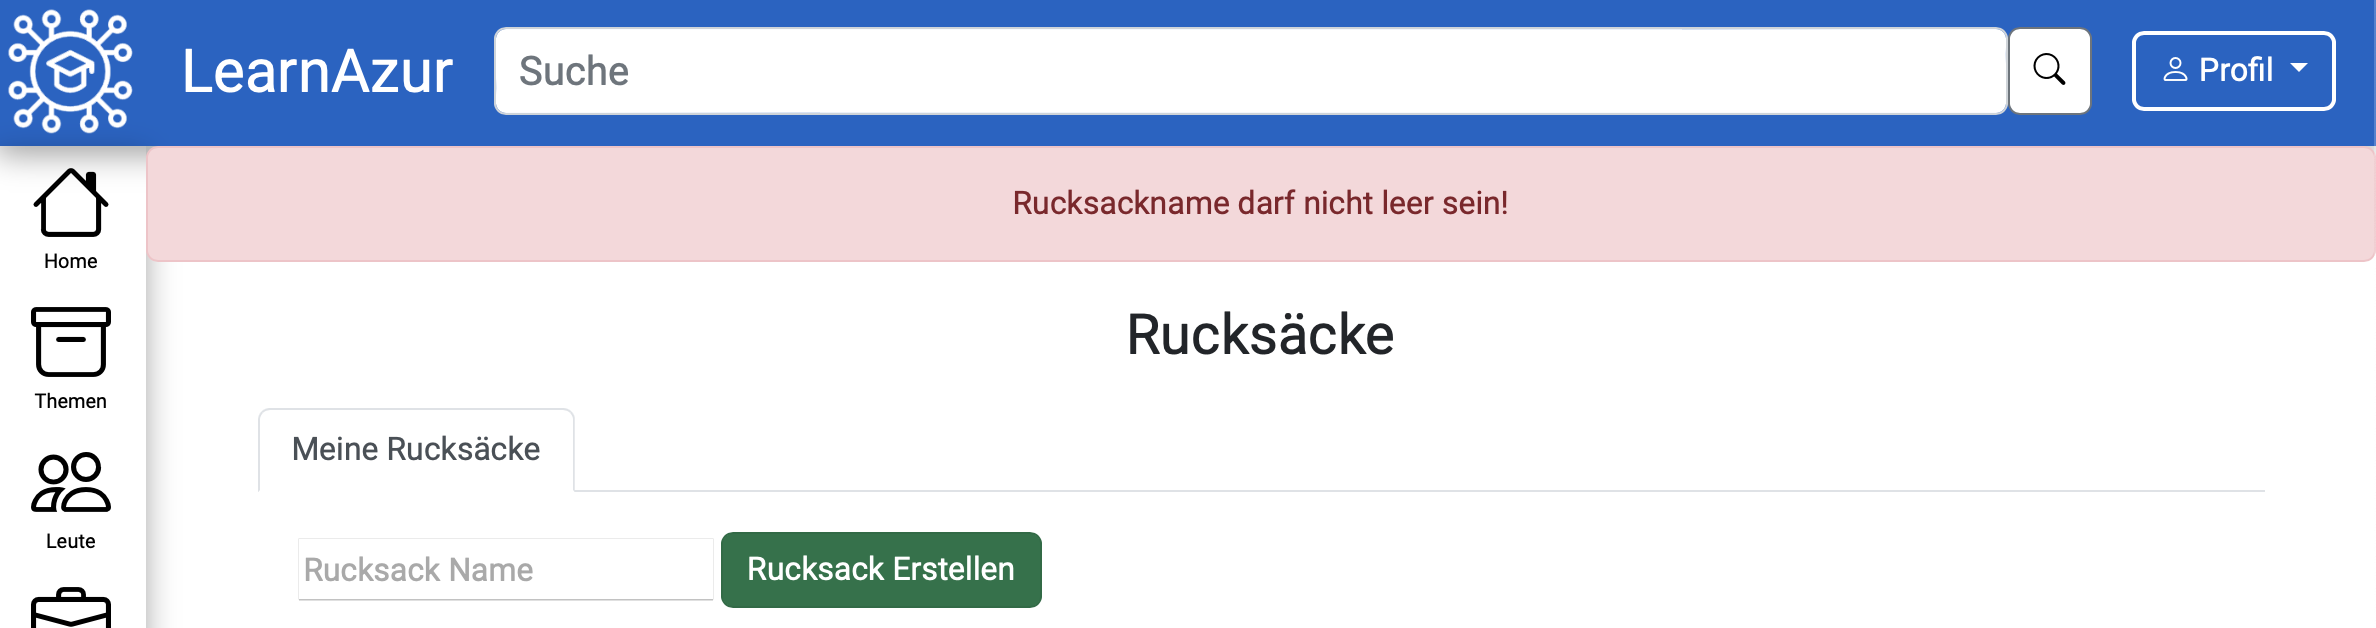 LearnAzur
Suche
Profil
Rucksackname darf nicht leer sein!
Home
Rucksäcke
Themen
Meine Rucksäcke
Leute
Rucksack Name
Rucksack Erstellen